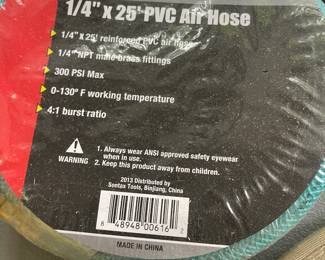 1/4" x 25' PVC Air Hose
1/4" x 25' reinforced PVC air hose
1/4" NPT male brass fittings
300 PSI Max
0-130° F working temperature
4:1 burst ratio
WARNING
1. Always wear ANSI approved safety eyewear
when in use.
2. Keep this product away from children.
2013 Distributed by
Sontax Tools, Binjiang, China
8 48948 00616 2
MADE IN CHINA